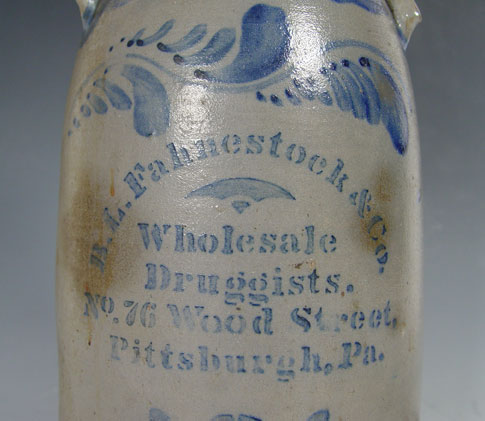 B. L. Fahnestock & Co.
Wholesale
Druggists.
No. 76 Wood Street,
Pittsburgh, Pa.